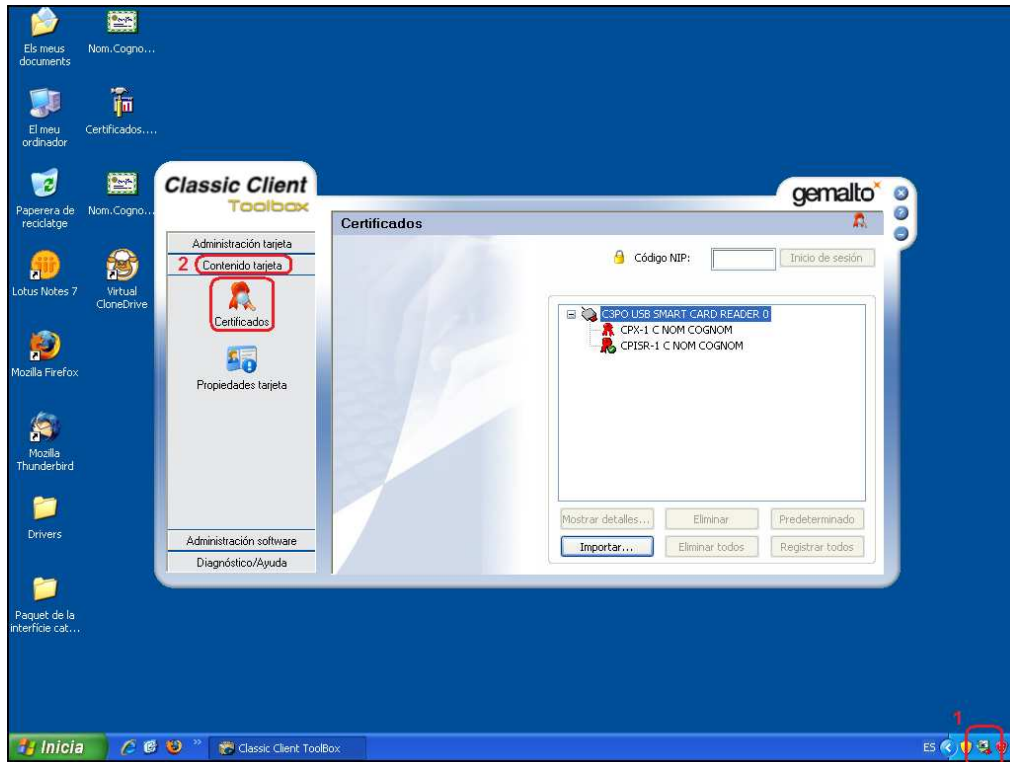 Els meus
documents
Nom.Cogno...
El meu
ordinador
Certificados....
Paperera de
reciclatge
Nom.Cogno...
Lotus Notes 7
Virtual
CloneDrive
Mozilla Firefox
Mozilla
Thunderbird
Drivers
Paquet de la
interfície cat...
Classic Client
Toolbox
gemalto
Administración tarjeta
2 Contenido tarjeta
Certificados
Propiedades tarjeta
Administración software
Diagnóstico/Ayuda
Certificados
Código NIP:
Inicio de sesión
C3PO USB SMART CARD READER 0
CPX-1 C NOM COGNOM
CPISR-1 C NOM COGNOM
Mostrar detalles...
Eliminar
Predeterminado
Importar...
Eliminar todos
Registrar todos
1
Inicia
Classic Client ToolBox
ES